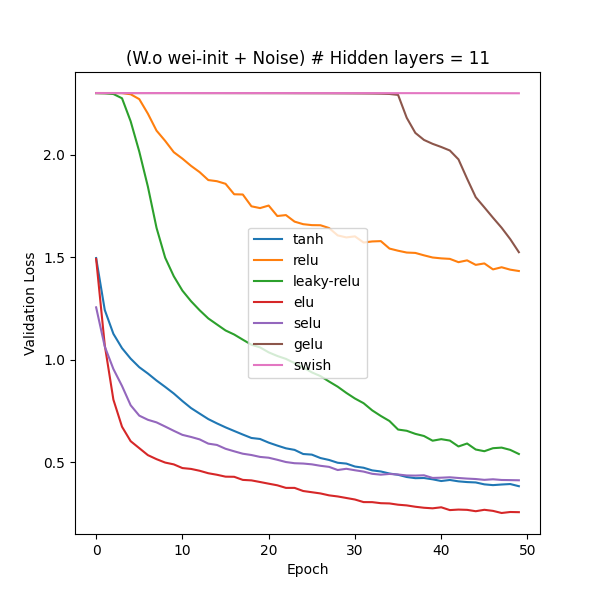 (W.o wei-init + Noise) # Hidden layers = 11
Validation Loss
2.0
1.5
1.0
0.5
tanh
relu
leaky-relu
elu
selu
gelu
swish
0 10 20 30 40 50
Epoch